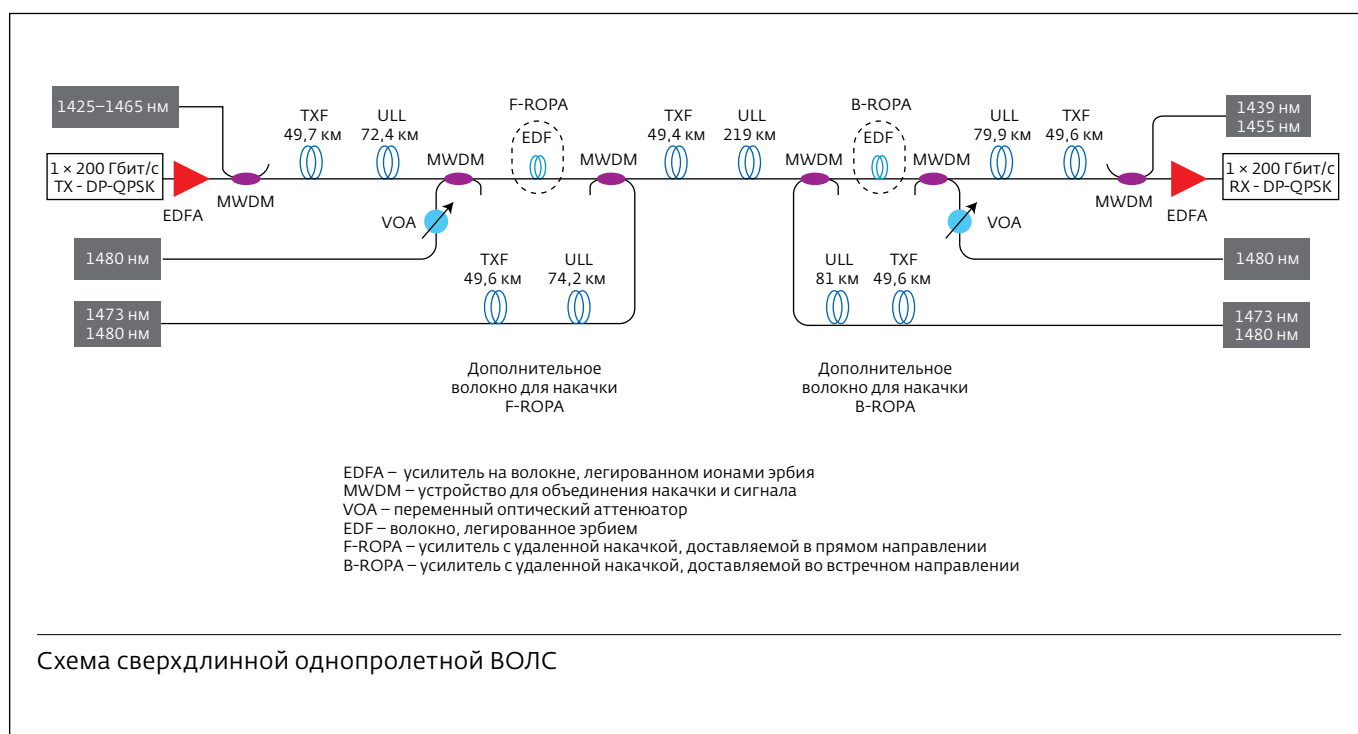 1425–1465 нм
TXF
49,7 км
ULL
72,4 км
F-ROPA
EDF
TXF
49,4 км
ULL
219 км
B-ROPA
EDF
ULL
79,9 км
TXF
49,6 км
1439 нм
1455 нм
1 × 200 Гбит/с
TX - DP-QPSK
EDFA
MWDM
MWDM
MWDM
MWDM
MWDM
MWDM
EDFA
1 × 200 Гбит/с
RX - DP-QPSK
VOA
VOA
1480 нм
1480 нм
TXF
49,6 км
ULL
74,2 км
ULL
81 км
TXF
49,6 км
1473 нм
1480 нм
1473 нм
1480 нм
Дополнительное
волокно для накачки
F-ROPA
Дополнительное
волокно для накачки
B-ROPA
EDFA – усилитель на волокне, легированном ионами эрбия
MWDM – устройство для объединения накачки и сигнала
VOA – переменный оптический аттенюатор
EDF – волокно, легированное эрбием
F-ROPA – усилитель с удаленной накачкой, доставляемой в прямом направлении
B-ROPA – усилитель с удаленной накачкой, доставляемой во встречном направлении
Схема сверхдлинной однопролетной ВОЛС